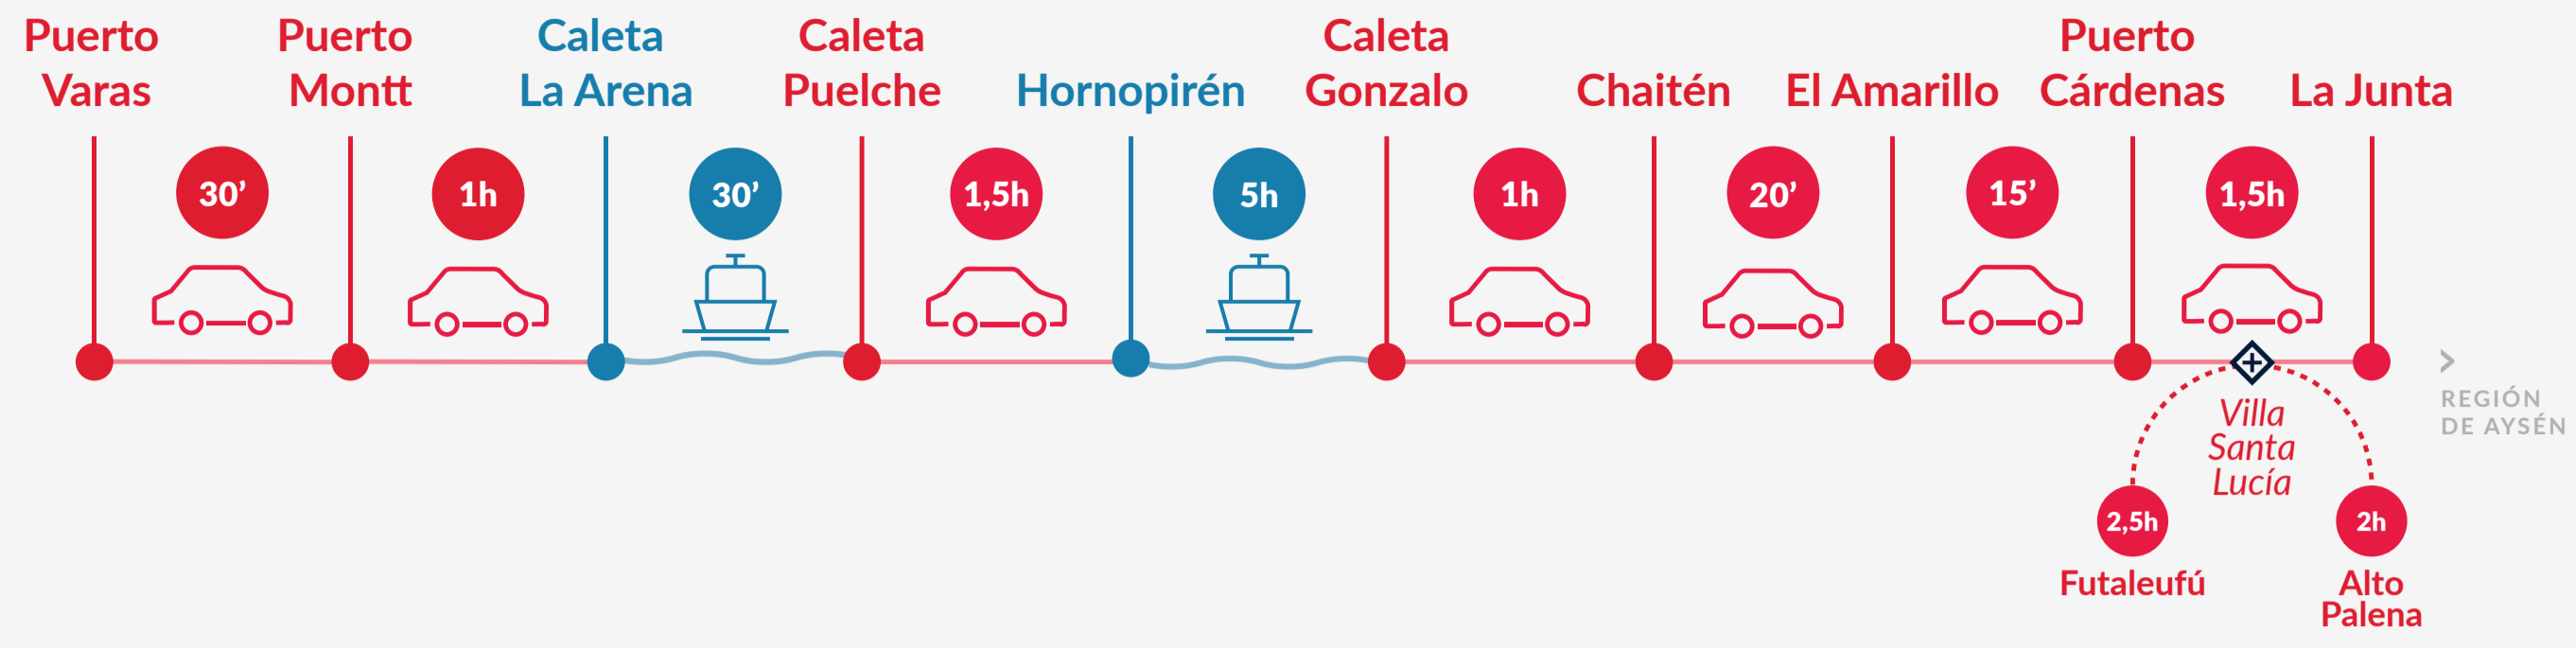 Puerto
Varas
Puerto
Montt
Caleta
La Arena
Caleta
Puelche
Hornopirén
Caleta
Gonzalo
Chaitén
El Amarillo
Puerto
Cárdenas
La Junta
30’
1h
30’
1,5h
5h
1h
20’
15’
1,5h
REGIÓN
DE AYSÉN
Villa
Santa
Lucía
2,5h
Futaleufú
2h
Alto
Palena